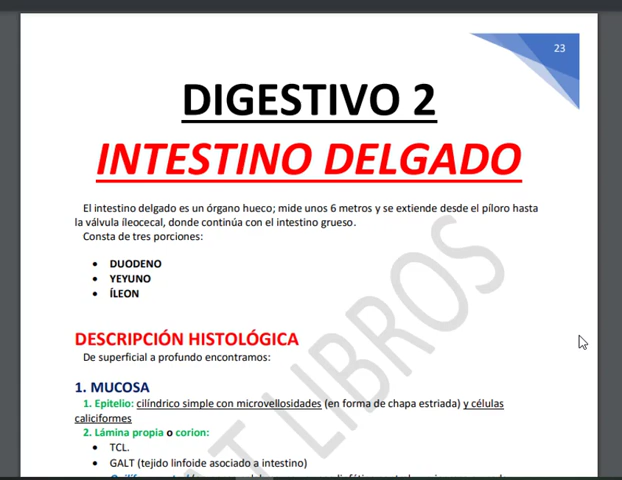 23
DIGESTIVO 2
INTESTINO DELGADO
El intestino delgado es un órgano hueco; mide unos 6 metros y se extiende desde el píloro hasta
la válvula íleocecal, donde continúa con el intestino grueso.
Consta de tres porciones:
• DUODENO
• YEYUNO
• ÍLEON
DESCRIPCIÓN HISTOLÓGICA
De superficial a profundo encontramos:
1. MUCOSA
1. Epitelio: cilíndrico simple con microvellosidades (en forma de chapa estriada) y células
caliciformes
2. Lámina propia o corion:
• TCL.
• GALT (tejido linfoide asociado a intestino)
LIBROS